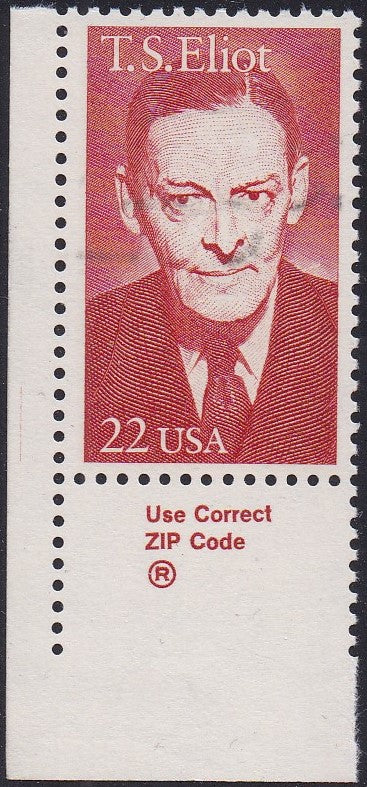 T.S.Eliot
22 USA
Use Correct
ZIP Code
®